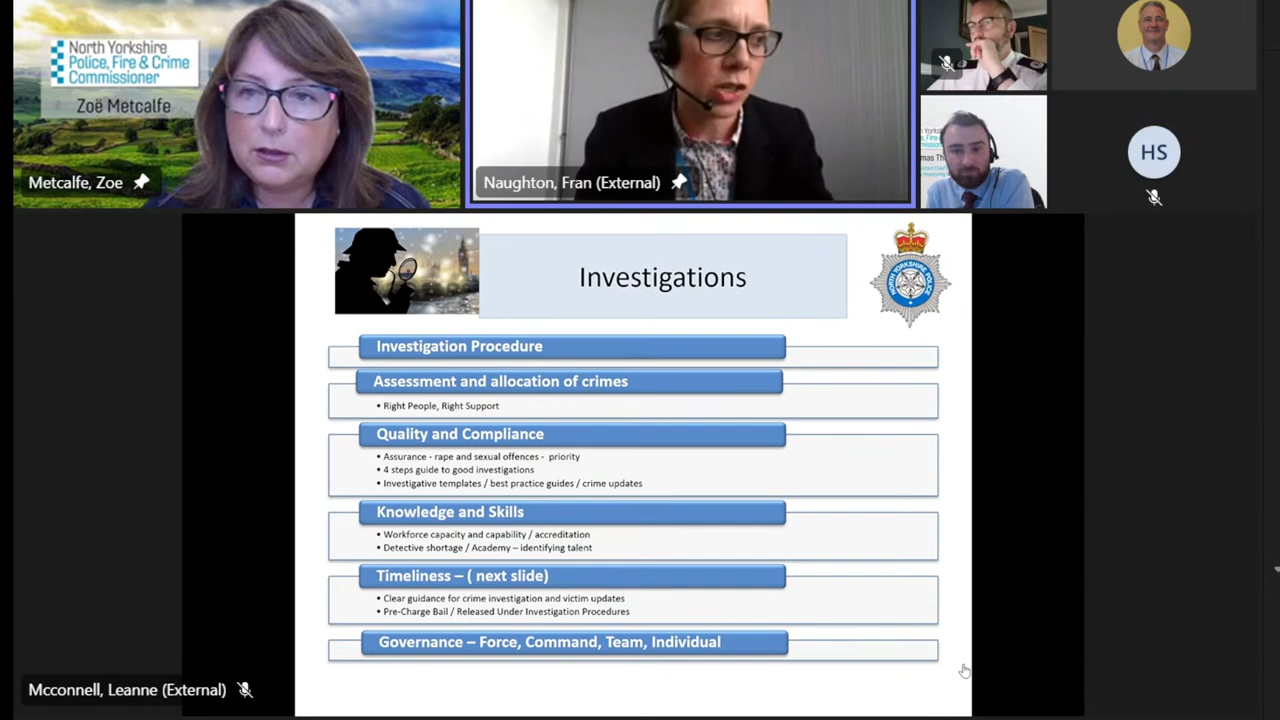 North Yorkshire
Police, Fire & Crime
Commissioner
Zoë Metcalfe
Metcalfe, Zoe
Naughton, Fran (External)
HS
Investigations
NORTH YORKSHIRE POLICE
Investigation Procedure
Assessment and allocation of crimes
• Right People, Right Support
Quality and Compliance
• Assurance - rape and sexual offences - priority
• 4 steps guide to good investigations
• Investigative templates / best practice guides / crime updates
Knowledge and Skills
• Workforce capacity and capability / accreditation
• Detective shortage / Academy – identifying talent
Timeliness – ( next slide)
• Clear guidance for crime investigation and victim updates
• Pre-Charge Bail / Released Under Investigation Procedures
Governance – Force, Command, Team, Individual
Mcconnell, Leanne (External)